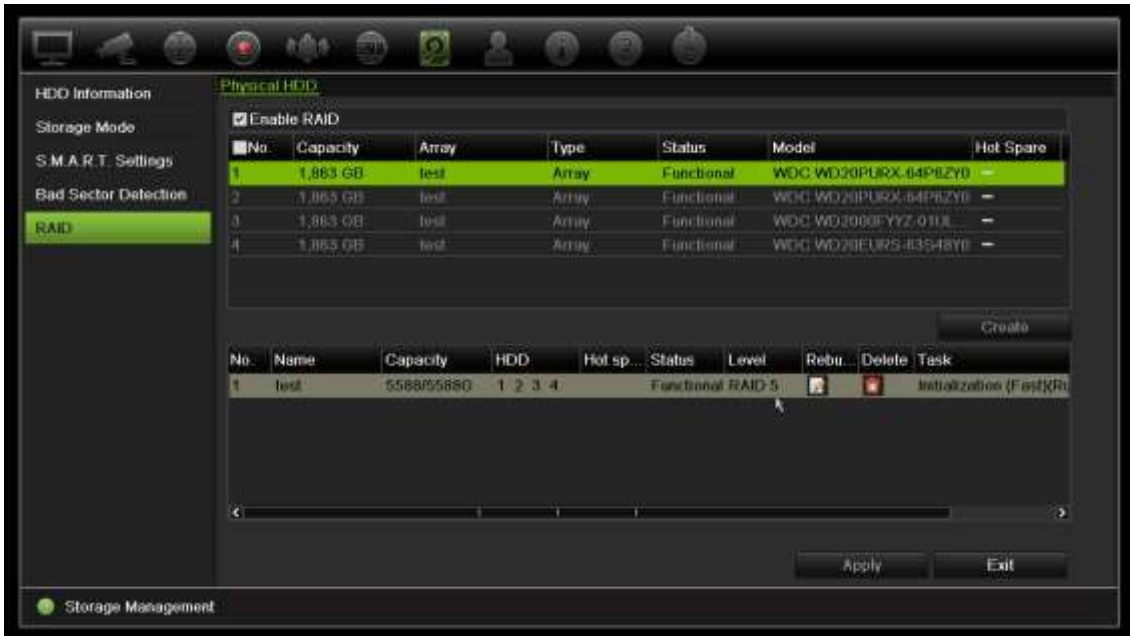 HDD Information
Storage Mode
S.M.A.R.T. Settings
Bad Sector Detection
RAID
Physical HDD
Enable RAID
No. Capacity Array Type Status Model Hot Spare
1 1,863 GB test Array Functional WDC WD20PURX-64P6ZY0
2 1,863 GB test Array Functional WDC WD20PURX-64P6ZY0
3 1,863 GB test Array Functional WDC WD2000FYYZ-01UL...
4 1,863 GB test Array Functional WDC WD20EURS-63S48Y0
Create
No. Name Capacity HDD Hot sp... Status Level Rebu... Delete Task
1 test 5588/5588G 1 2 3 4 Functional RAID 5 Initialization (Fast)(Ru
Apply Exit
Storage Management